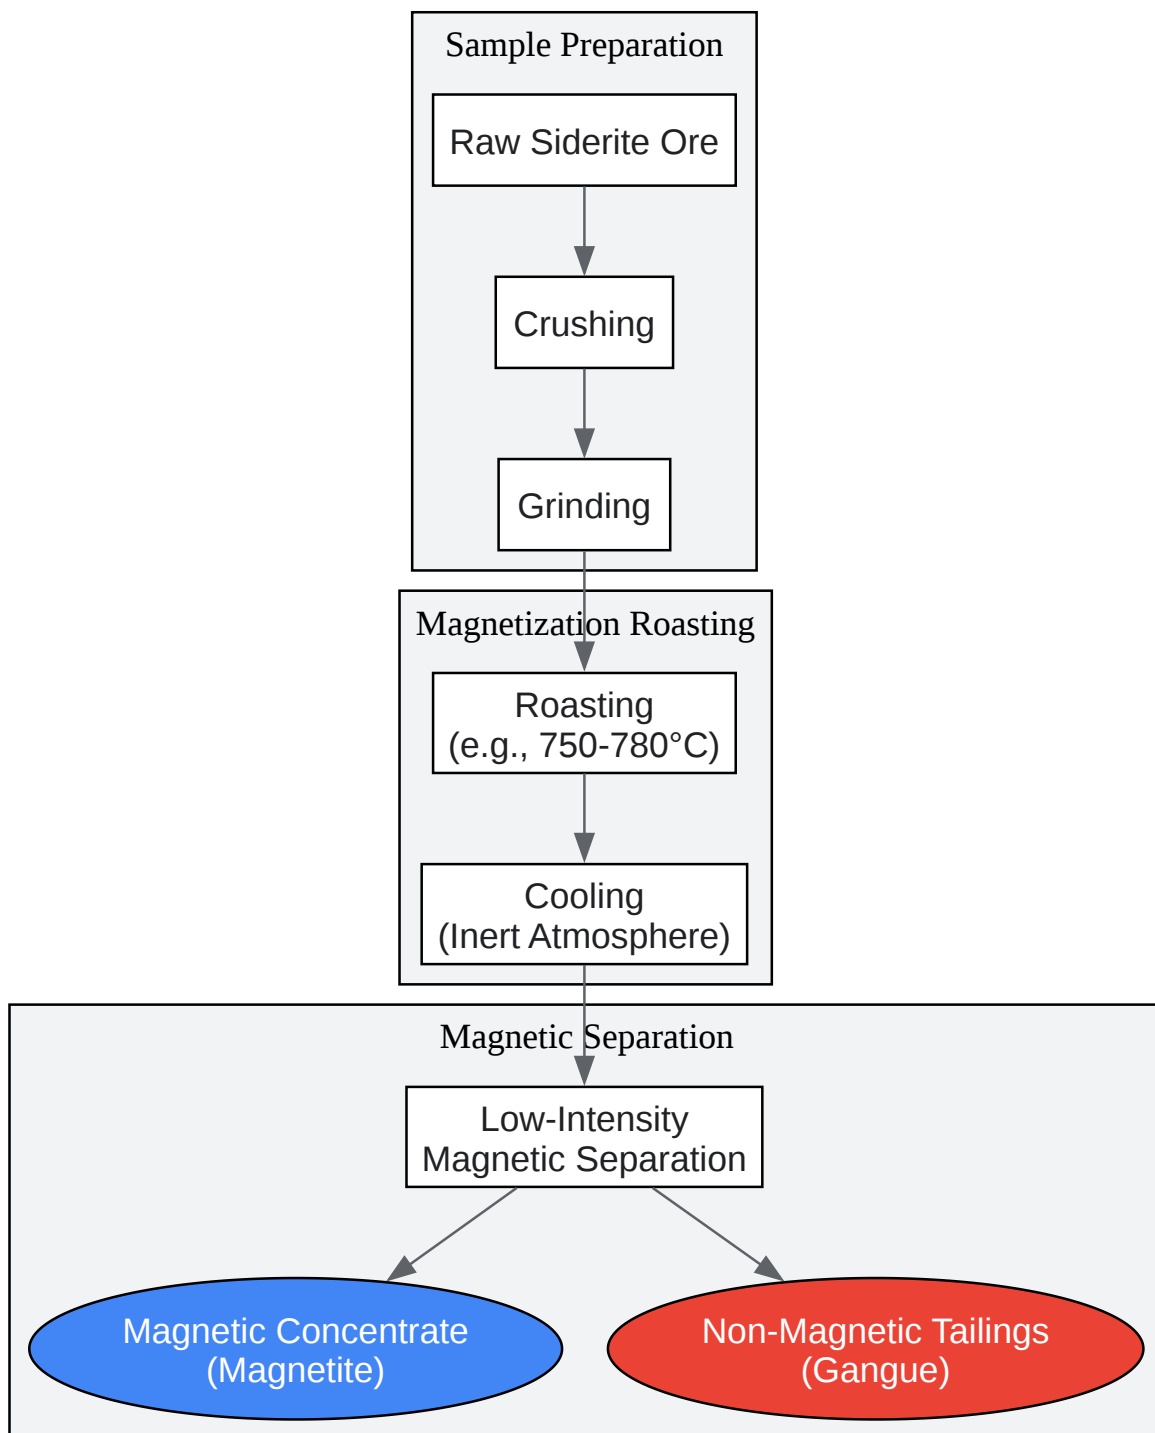 Sample Preparation
Raw Siderite Ore
Crushing
Grinding
Magnetization Roasting
Roasting
(e.g., 750-780°C)
Cooling
(Inert Atmosphere)
Magnetic Separation
Low-Intensity
Magnetic Separation
Magnetic Concentrate
(Magnetite)
Non-Magnetic Tailings
(Gangue)